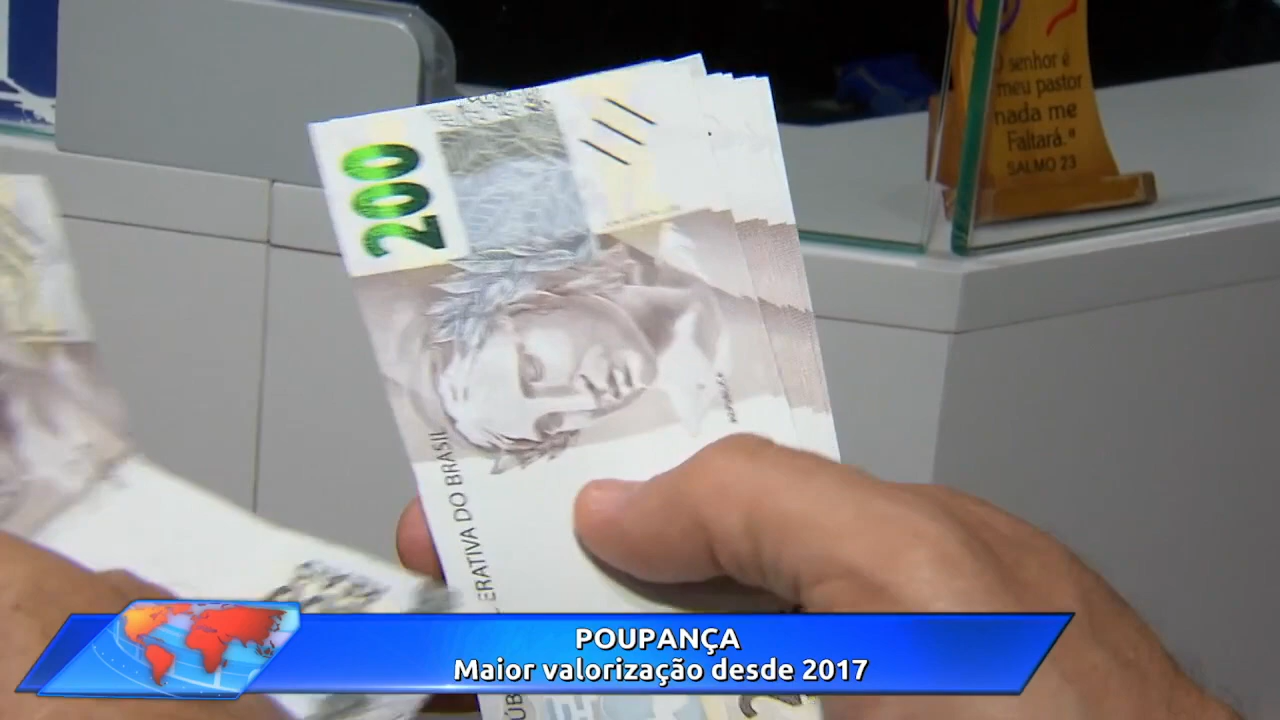 200
senhor é
meu pastor
nada me
Faltará."
SALMO 23
ERATIVA DO BRASIL
POUPANÇA
Maior valorização desde 2017